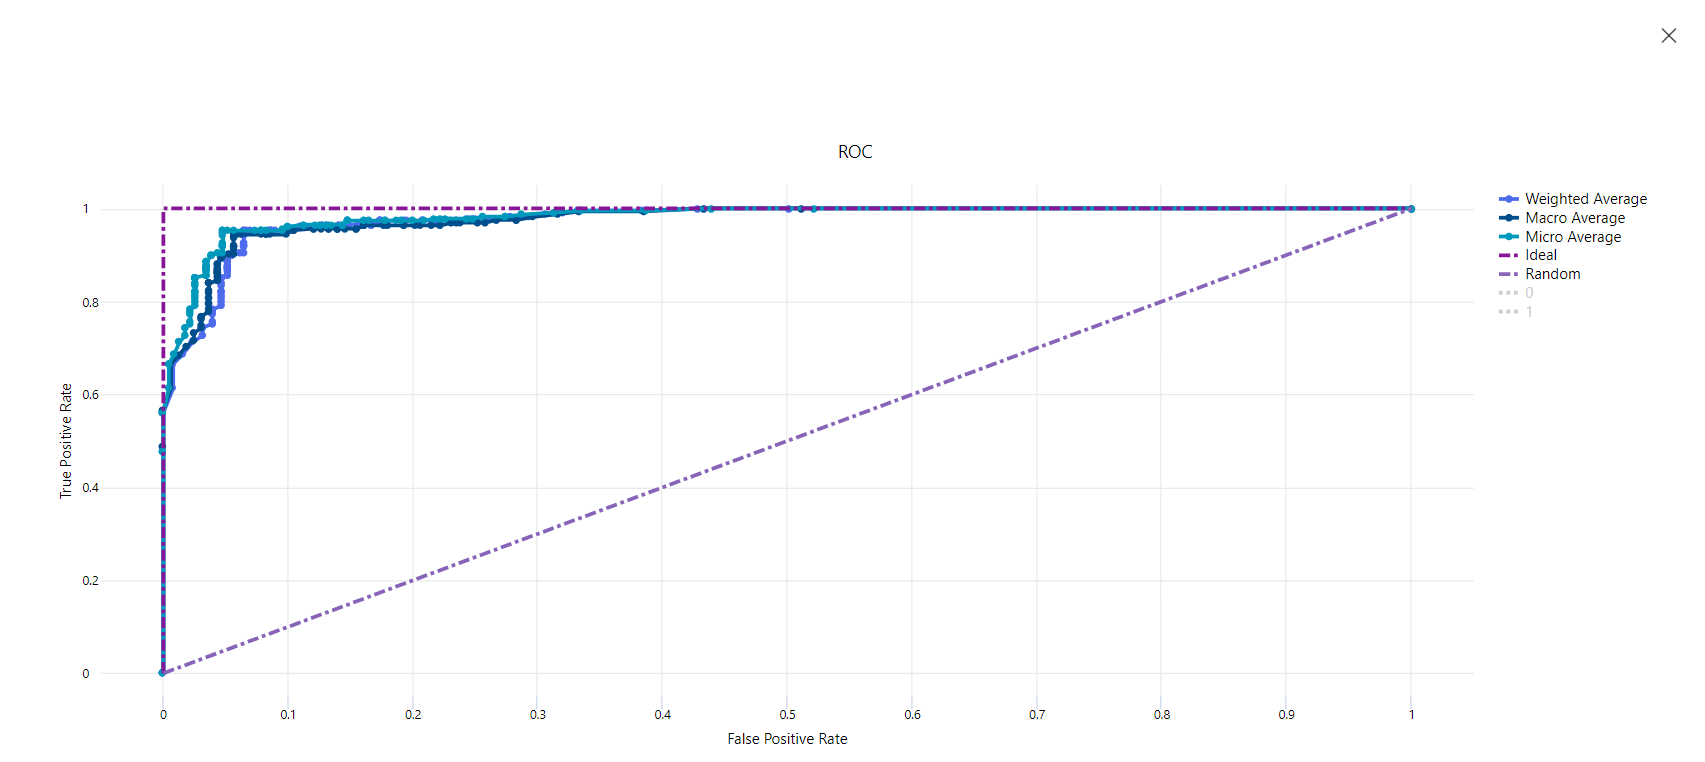 ROC
1
0.8
0.6
0.4
0.2
0
True Positive Rate
0 0.1 0.2 0.3 0.4 0.5 0.6 0.7 0.8 0.9 1
False Positive Rate
Weighted Average
Macro Average
Micro Average
Ideal
Random
0
1